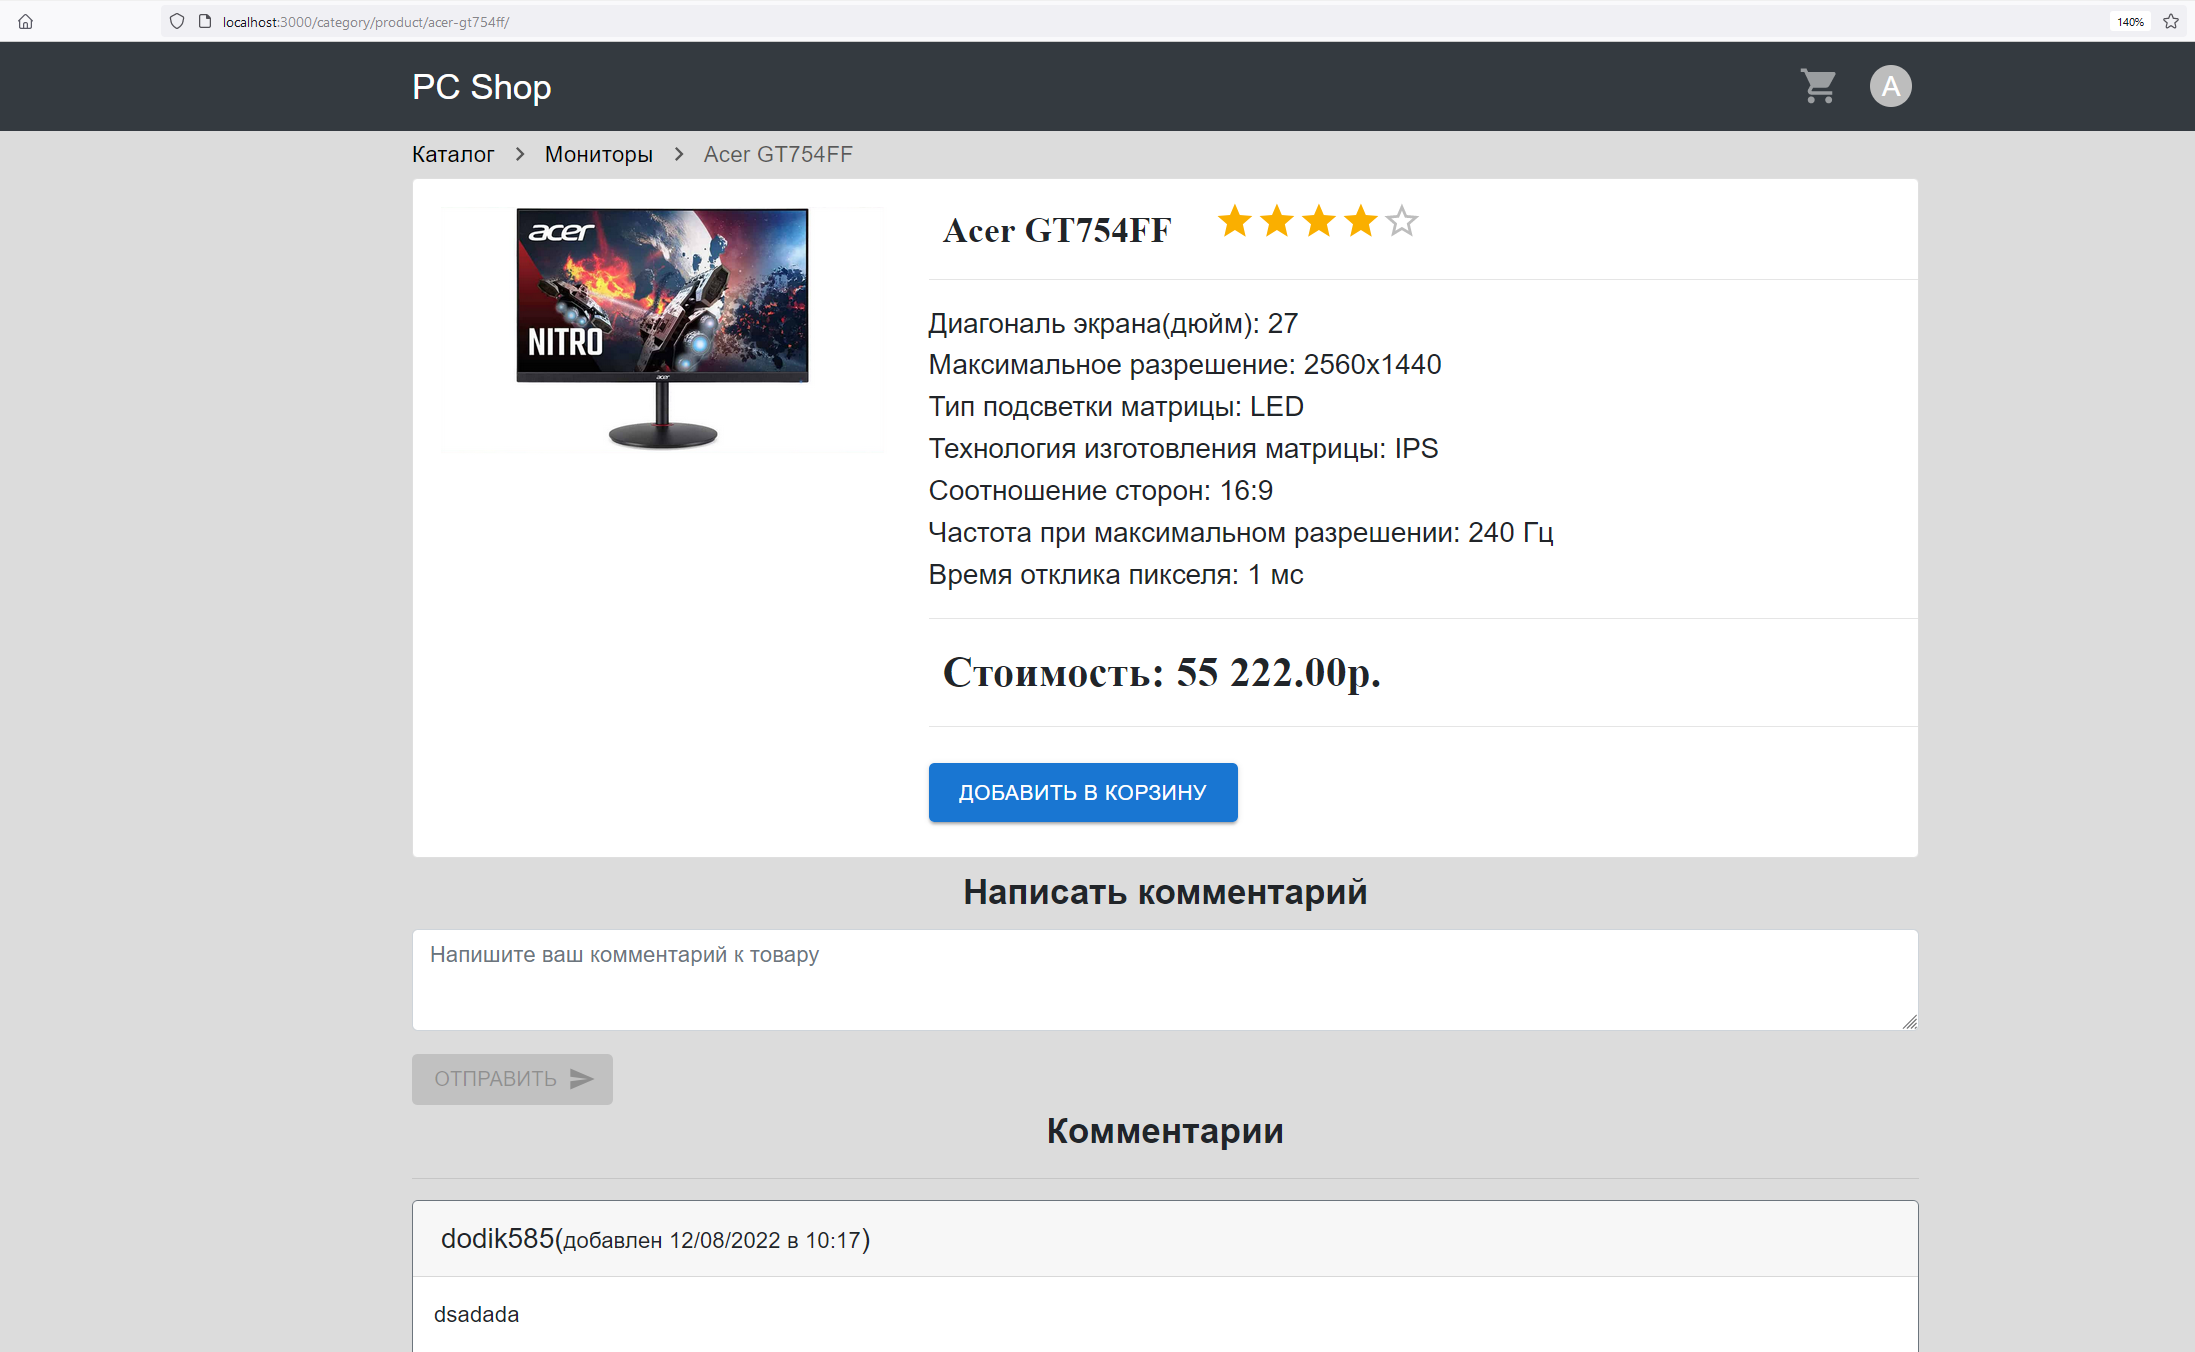 localhost:3000/category/product/acer-gt754ff/
140%
PC Shop
A
Каталог > Мониторы > Acer GT754FF
acer
NITRO
acer
Acer GT754FF
Диагональ экрана(дюйм): 27
Максимальное разрешение: 2560x1440
Тип подсветки матрицы: LED
Технология изготовления матрицы: IPS
Соотношение сторон: 16:9
Частота при максимальном разрешении: 240 Гц
Время отклика пикселя: 1 мс
Стоимость: 55 222.00р.
ДОБАВИТЬ В КОРЗИНУ
Написать комментарий
Напишите ваш комментарий к товару
ОТПРАВИТЬ
Комментарии
dodik585(добавлен 12/08/2022 в 10:17)
dsadada